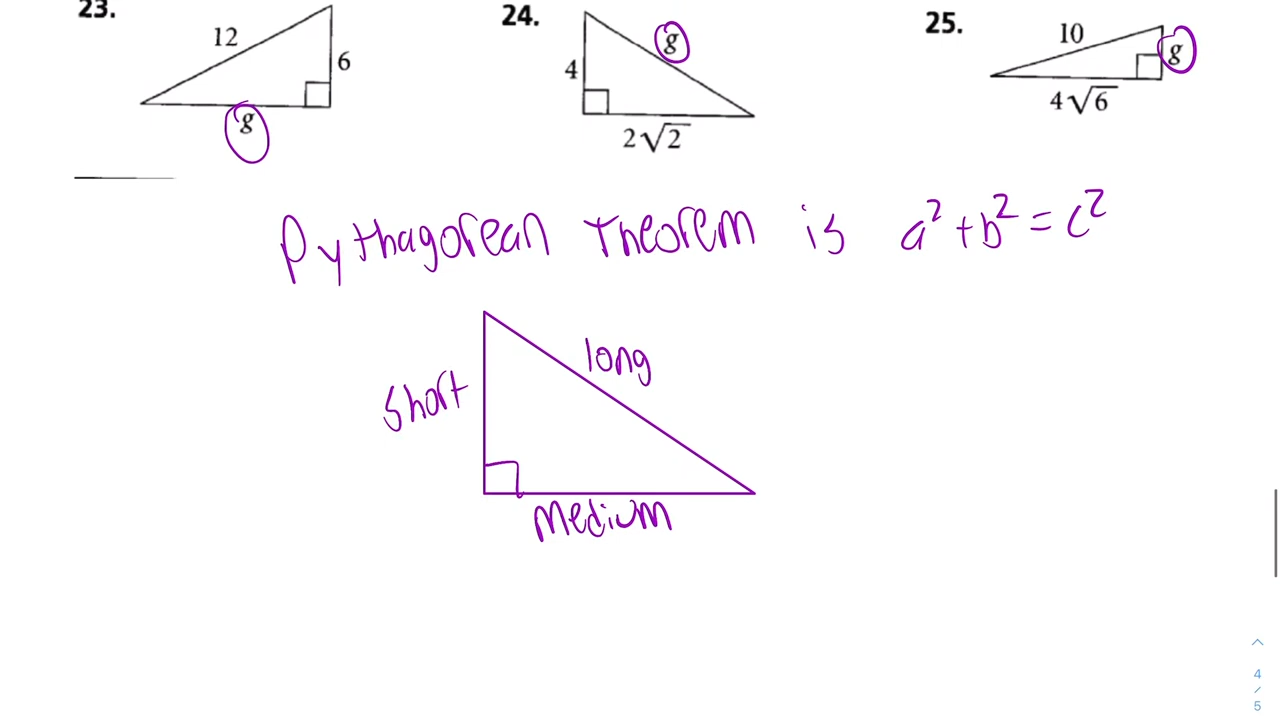 23.
12
6
g
24.
4
g
2√2
25.
10
g
4√6
Pythagorean Theorem is a² + b² = c²
short
long
medium
4
/
5